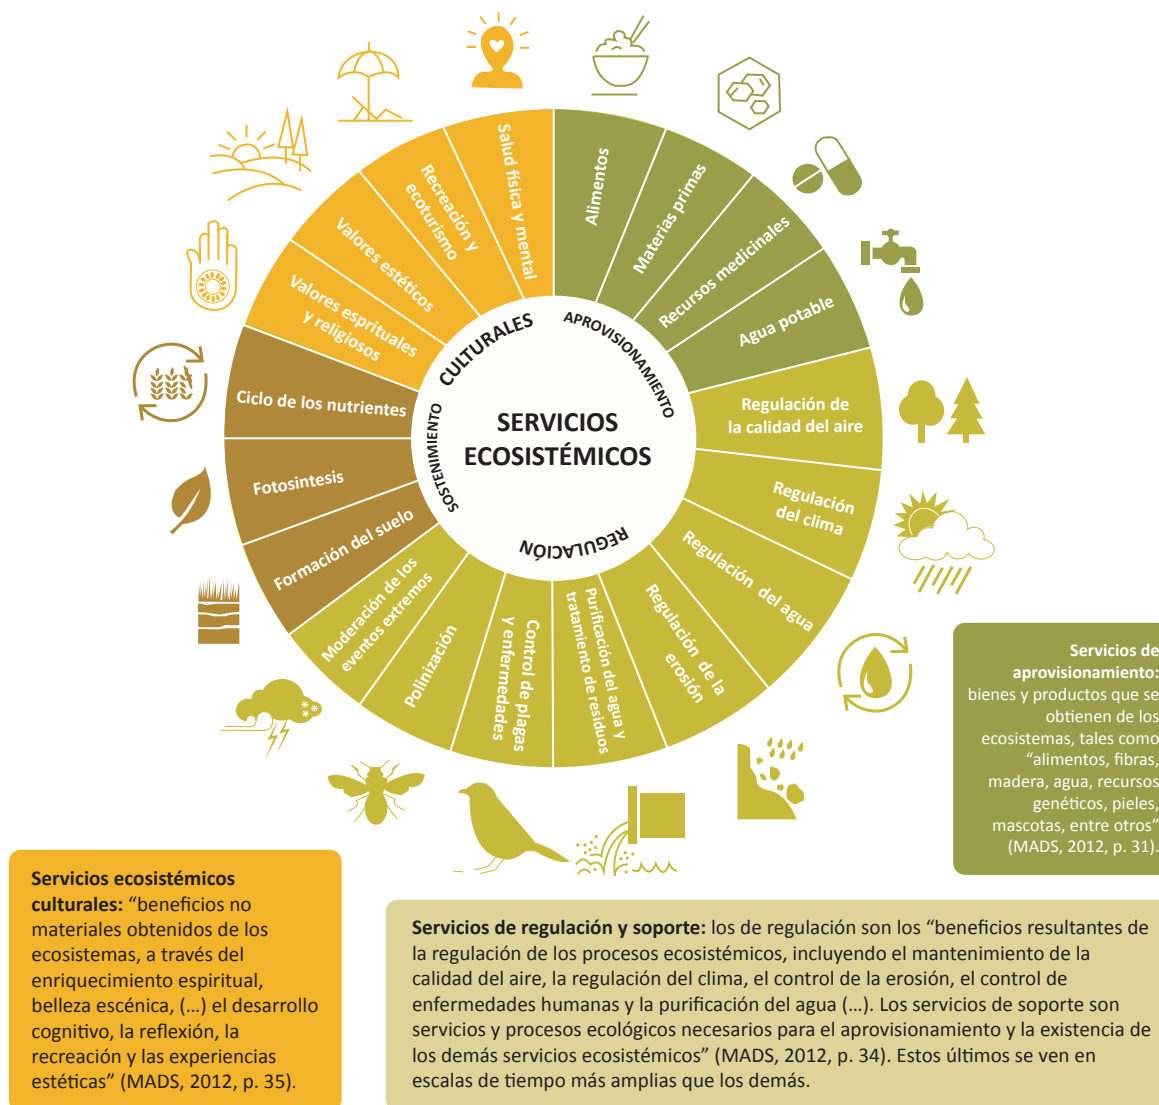 Salud física y mental
Recreación y
ecoturismo
Valores estéticos
Valores esprituales
y religiosos
Ciclo de los nutrientes
Fotosíntesis
Formación del suelo
Moderación de los
eventos extremos
Polinización
Control de plagas
y enfermedades
Purificación del agua y
tratamiento de residuos
Regulación de la
erosión
Regulación del agua
Regulación
del clima
Regulación de
la calidad del aire
Agua potable
Recursos medicinales
Materias primas
Alimentos
CULTURALES
APROVISIONAMIENTO
SOSTENIMIENTO
REGULACIÓN
SERVICIOS
ECOSISTÉMICOS
Servicios de
aprovisionamiento:
bienes y productos que se
obtienen de los
ecosistemas, tales como
“alimentos, fibras,
madera, agua, recursos
genéticos, pieles,
mascotas, entre otros”
(MADS, 2012, p. 31).
Servicios ecosistémicos
culturales: “beneficios no
materiales obtenidos de los
ecosistemas, a través del
enriquecimiento espiritual,
belleza escénica, (...) el desarrollo
cognitivo, la reflexión, la
recreación y las experiencias
estéticas” (MADS, 2012, p. 35).
Servicios de regulación y soporte: los de regulación son los “beneficios resultantes de
la regulación de los procesos ecosistémicos, incluyendo el mantenimiento de la
calidad del aire, la regulación del clima, el control de la erosión, el control de
enfermedades humanas y la purificación del agua (...). Los servicios de soporte son
servicios y procesos ecológicos necesarios para el aprovisionamiento y la existencia de
los demás servicios ecosistémicos” (MADS, 2012, p. 34). Estos últimos se ven en
escalas de tiempo más amplias que los demás.